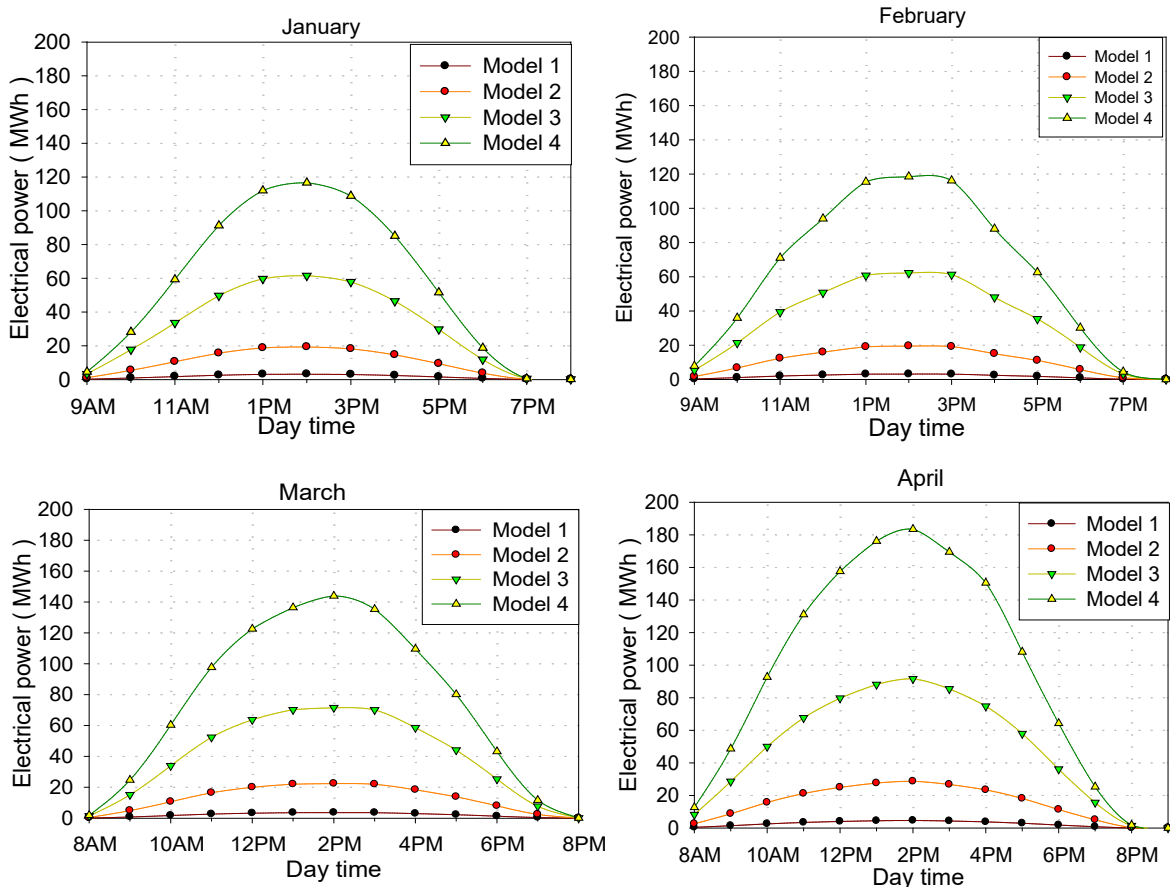 January
200
180
160
140
120
100
80
60
40
20
0
Electrical power ( MWh )
Model 1
Model 2
Model 3
Model 4
9AM 11AM 1PM 3PM 5PM 7PM
Day time
February
200
180
160
140
120
100
80
60
40
20
0
Electrical power ( MWh )
Model 1
Model 2
Model 3
Model 4
9AM 11AM 1PM 3PM 5PM 7PM
Day time
March
200
180
160
140
120
100
80
60
40
20
0
Electrical power ( MWh )
Model 1
Model 2
Model 3
Model 4
8AM 10AM 12PM 2PM 4PM 6PM 8PM
Day time
April
200
180
160
140
120
100
80
60
40
20
0
Electrical power ( MWh )
Model 1
Model 2
Model 3
Model 4
8AM 10AM 12PM 2PM 4PM 6PM 8PM
Day time